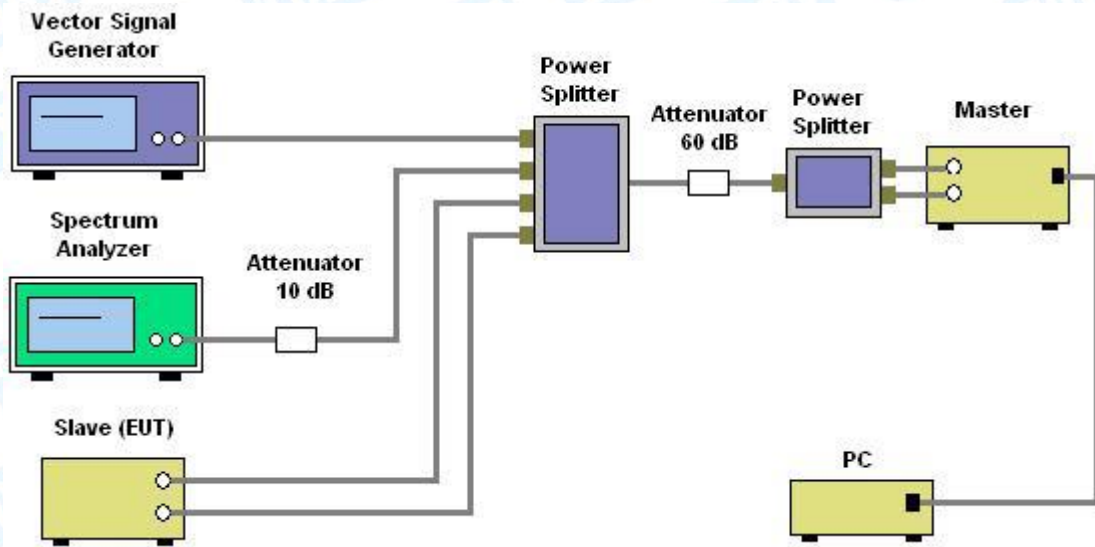 Vector Signal
Generator
Power
Splitter
Attenuator
60 dB
Power
Splitter
Master
Spectrum
Analyzer
Attenuator
10 dB
Slave (EUT)
PC